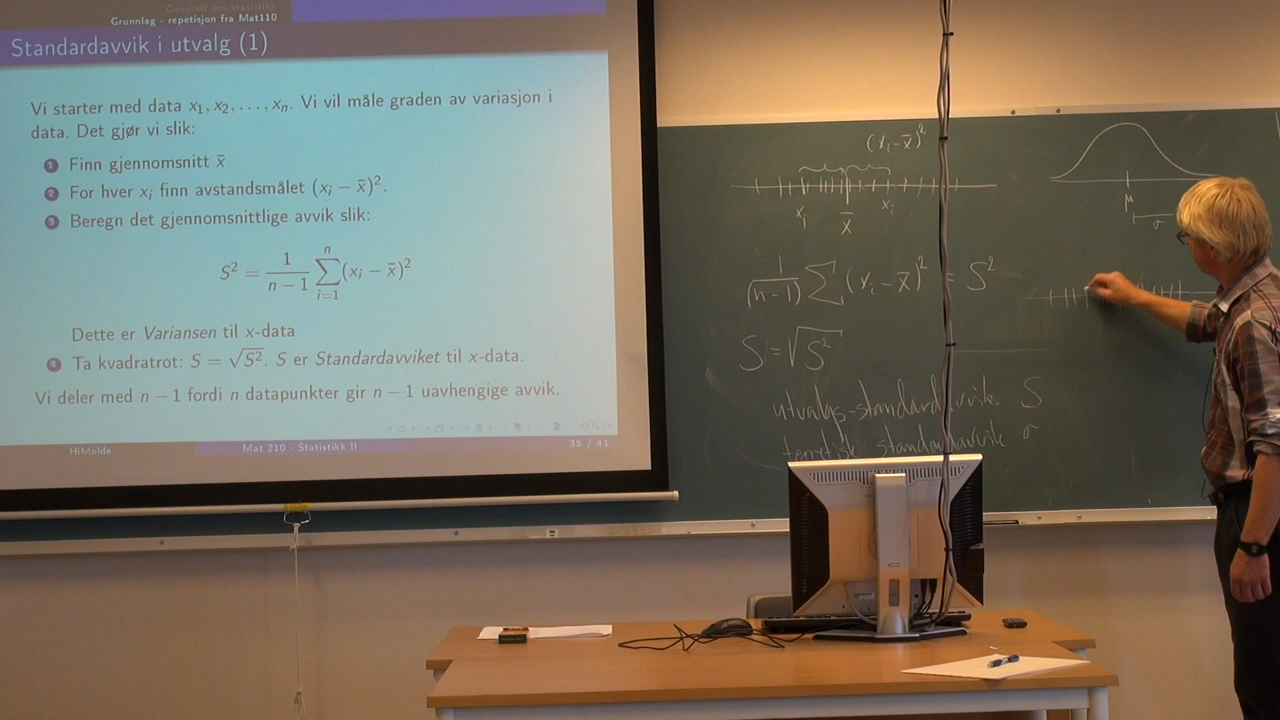 Generelt om statistikk
Grunnlag - repetisjon fra Mat110
Standardavvik i utvalg (1)
Vi starter med data x₁, x₂, . . . , xₙ. Vi vil måle graden av variasjon i
data. Det gjør vi slik:
1 Finn gjennomsnitt x̄
2 For hver xᵢ finn avstandsmålet (xᵢ − x̄)².
3 Beregn det gjennomsnittlige avvik slik:
S² = 1/(n − 1) ∑ᵢ₌₁ⁿ (xᵢ − x̄)²
Dette er Variansen til x-data
4 Ta kvadratrot: S = √S². S er Standardavviket til x-data.
Vi deler med n − 1 fordi n datapunkter gir n − 1 uavhengige avvik.
HiMolde Mat 210 - Statistikk II 35 / 41
(xᵢ − x̄)²
xᵢ x̄ xᵢ
1/(n−1) ∑ (xᵢ − x̄)² = S²
S = √S²
utvalgs-standardavvik. S
teoretisk standardavvik σ
μ
σ